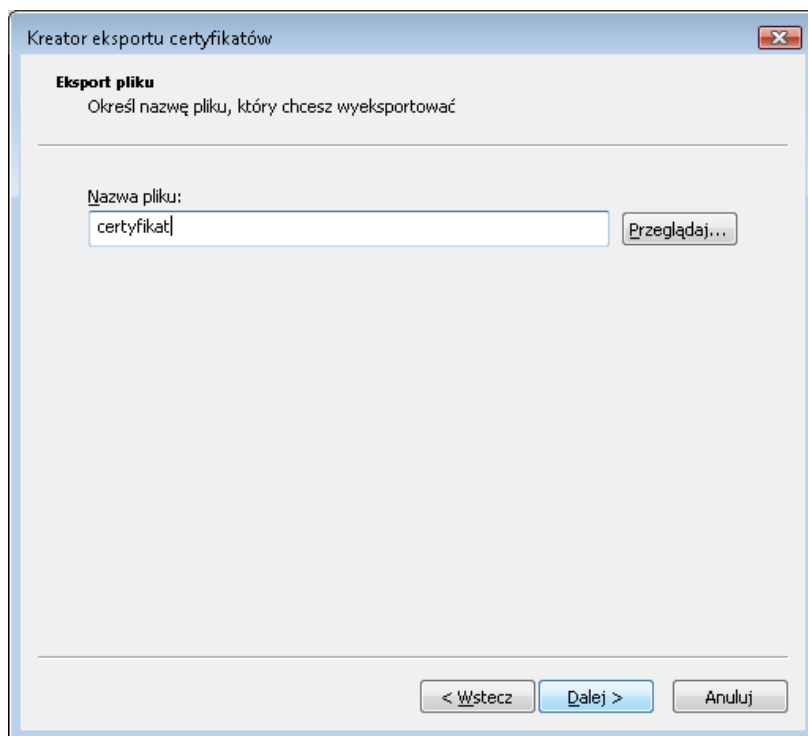 Kreator eksportu certyfikatów
Eksport pliku
Określ nazwę pliku, który chcesz wyeksportować
Nazwa pliku:
certyfikat
Przeglądaj...
< Wstecz
Dalej >
Anuluj